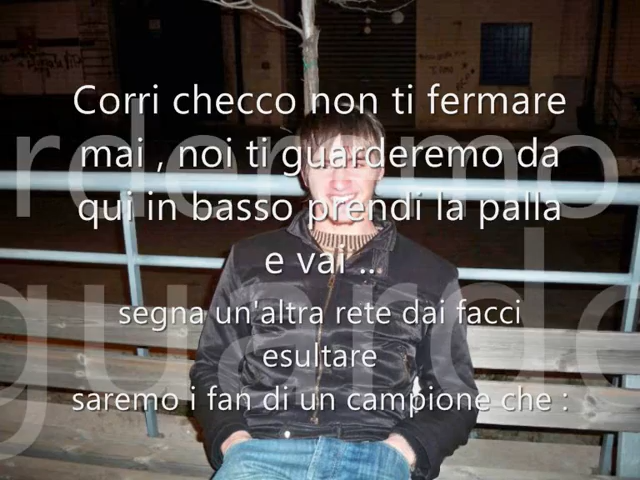 Corri checco non ti fermare
mai , noi ti guarderemo da
qui in basso prendi la palla
e vai ...
segna un'altra rete dai facci
esultare
saremo i fan di un campione che :